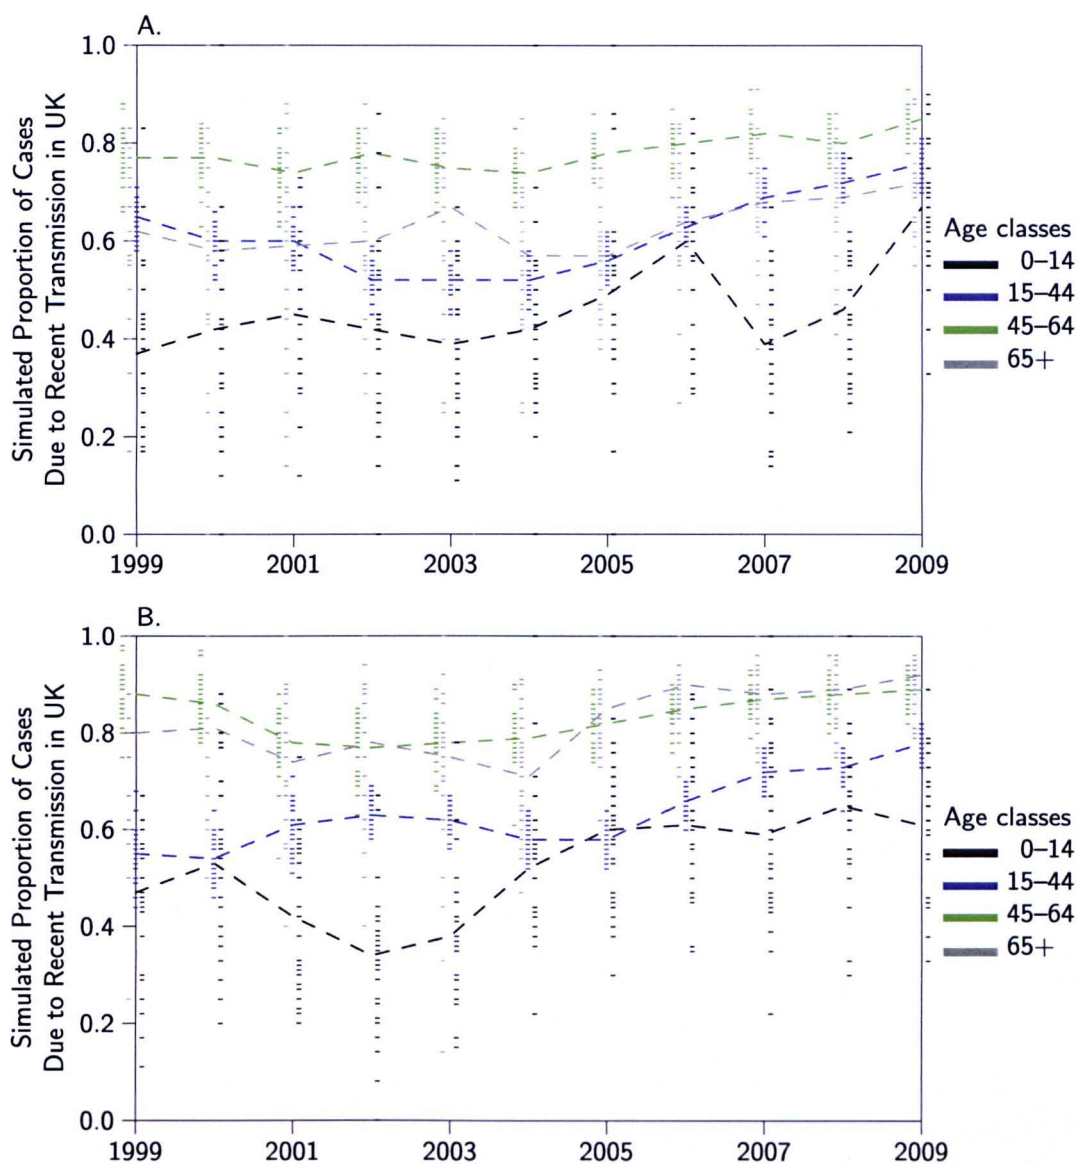 A.
Simulated Proportion of Cases
Due to Recent Transmission in UK
1.0
0.8
0.6
0.4
0.2
0.0
1999 2001 2003 2005 2007 2009
Age classes
0–14
15–44
45–64
65+
B.
Simulated Proportion of Cases
Due to Recent Transmission in UK
1.0
0.8
0.6
0.4
0.2
0.0
1999 2001 2003 2005 2007 2009
Age classes
0–14
15–44
45–64
65+